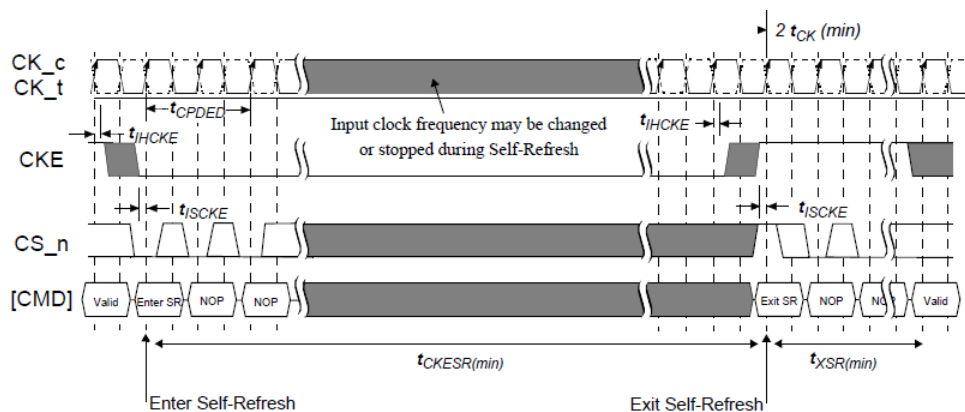 2 tCK (min)
CK_c
CK_t
tCPDED
tIHCKE
Input clock frequency may be changed
or stopped during Self-Refresh
tIHCKE
CKE
tISCKE
tISCKE
CS_n
[CMD]
Valid
Enter SR
NOP
NOP
Exit SR
NOP
NOP
Valid
tCKESR(min)
tXSR(min)
Enter Self-Refresh
Exit Self-Refresh